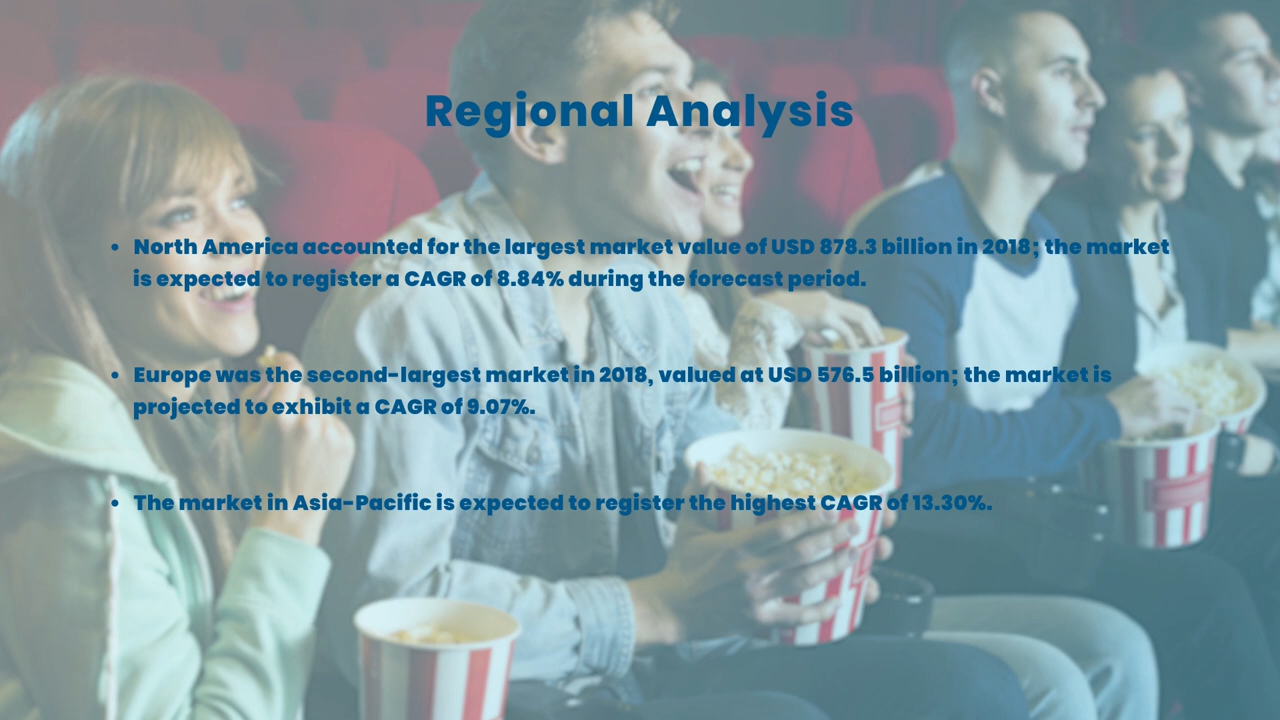 Regional Analysis
• North America accounted for the largest market value of USD 878.3 billion in 2018; the market
is expected to register a CAGR of 8.84% during the forecast period.
• Europe was the second-largest market in 2018, valued at USD 576.5 billion; the market is
projected to exhibit a CAGR of 9.07%.
• The market in Asia-Pacific is expected to register the highest CAGR of 13.30%.